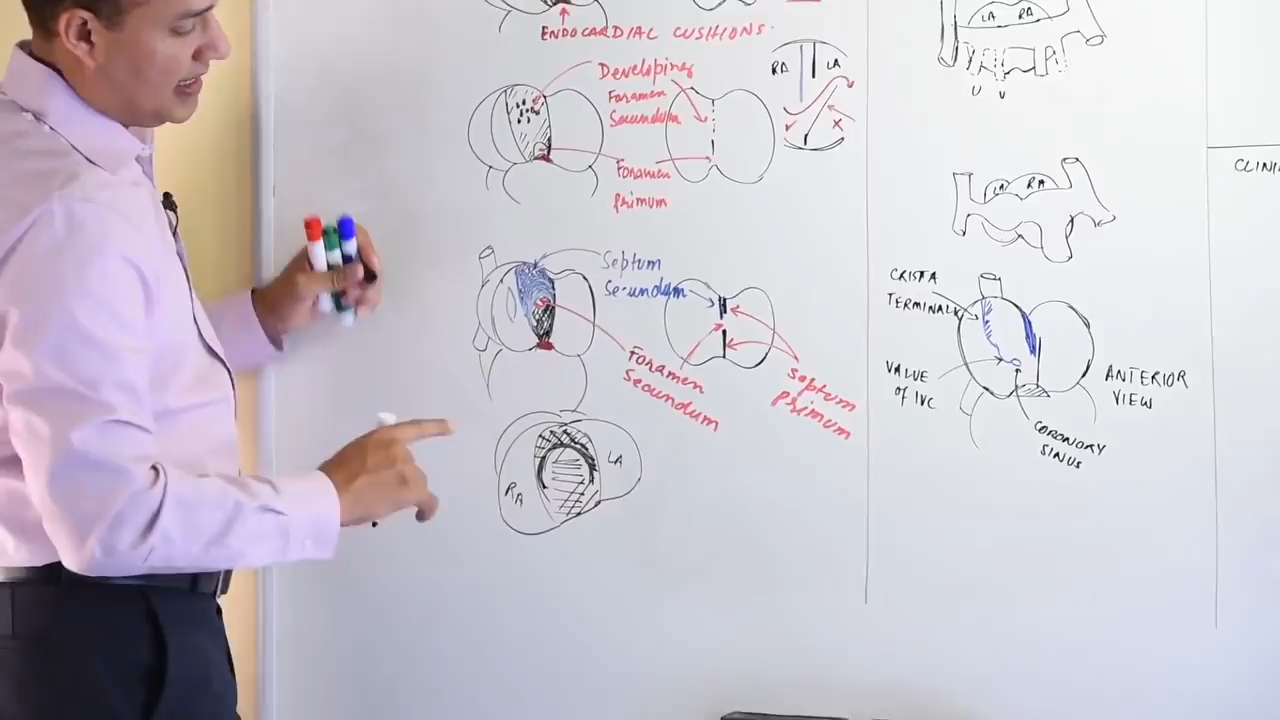 ENDOCARDIAL CUSHIONS.
Developing
Foramen
Secundum
RA
LA
✓
X
Foramen
primum
Septum
Secundum
Foramen
Secundum
Septum
primum
RA
LA
LA
RA
U
V
LA
RA
CRISTA
TERMINALIS
VALUE
of IVC
CORONORY
SINUS
ANTERIOR
VIEW
CLINI